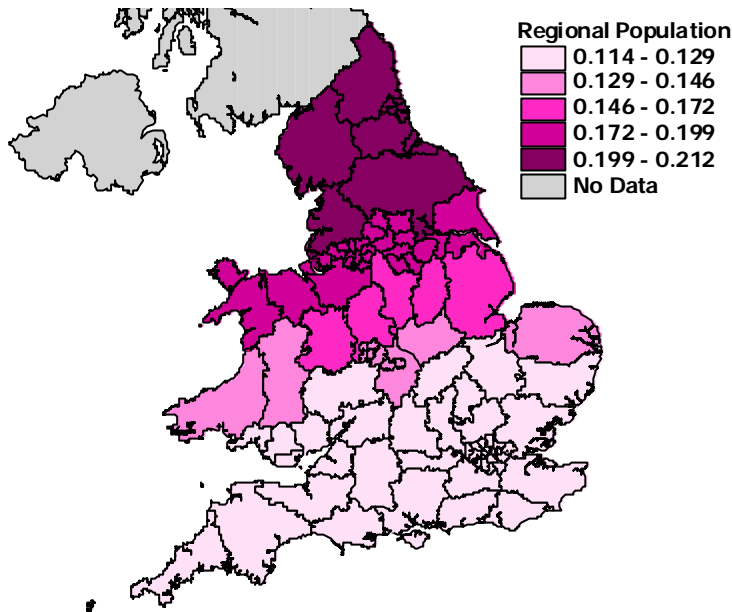 Regional Population
0.114 - 0.129
0.129 - 0.146
0.146 - 0.172
0.172 - 0.199
0.199 - 0.212
No Data